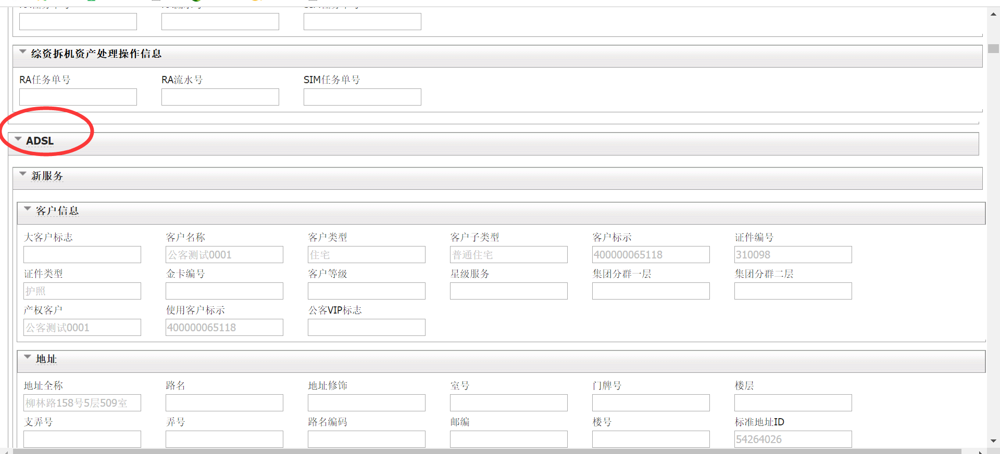 综资拆机资产处理操作信息
RA任务单号 RA流水号 SIM任务单号
ADSL
新服务
客户信息
大客户标志 客户名称 客户类型 客户子类型 客户标示 证件编号
公客测试0001 住宅 普通住宅 400000065118 310098
证件类型 金卡编号 客户等级 星级服务 集团分群一层 集团分群二层
护照
产权客户 使用客户标示 公客VIP标志
公客测试0001 400000065118
地址
地址全称 路名 地址修饰 室号 门牌号 楼层
柳林路158号5层509室
支弄号 弄号 路名编码 邮编 楼号 标准地址ID
54264026